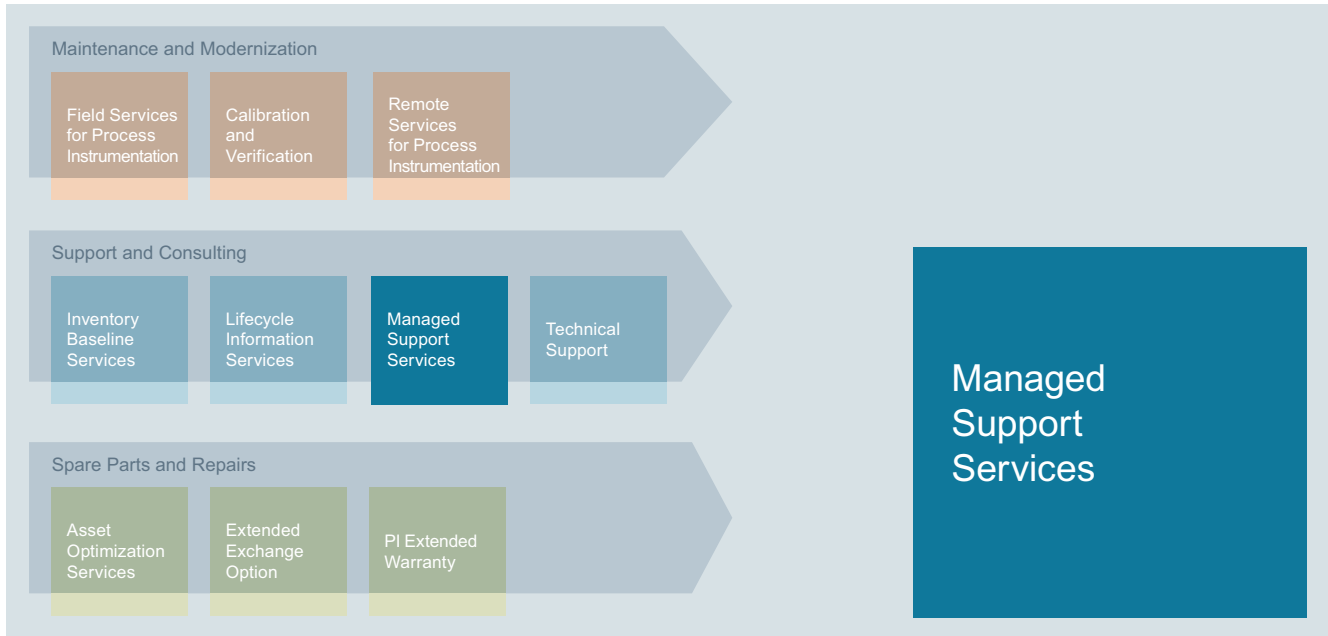 Maintenance and Modernization
Field Services
for Process
Instrumentation
Calibration
and
Verification
Remote
Services
for Process
Instrumentation
Support and Consulting
Inventory
Baseline
Services
Lifecycle
Information
Services
Managed
Support
Services
Technical
Support
Managed
Support
Services
Spare Parts and Repairs
Asset
Optimization
Services
Extended
Exchange
Option
PI Extended
Warranty